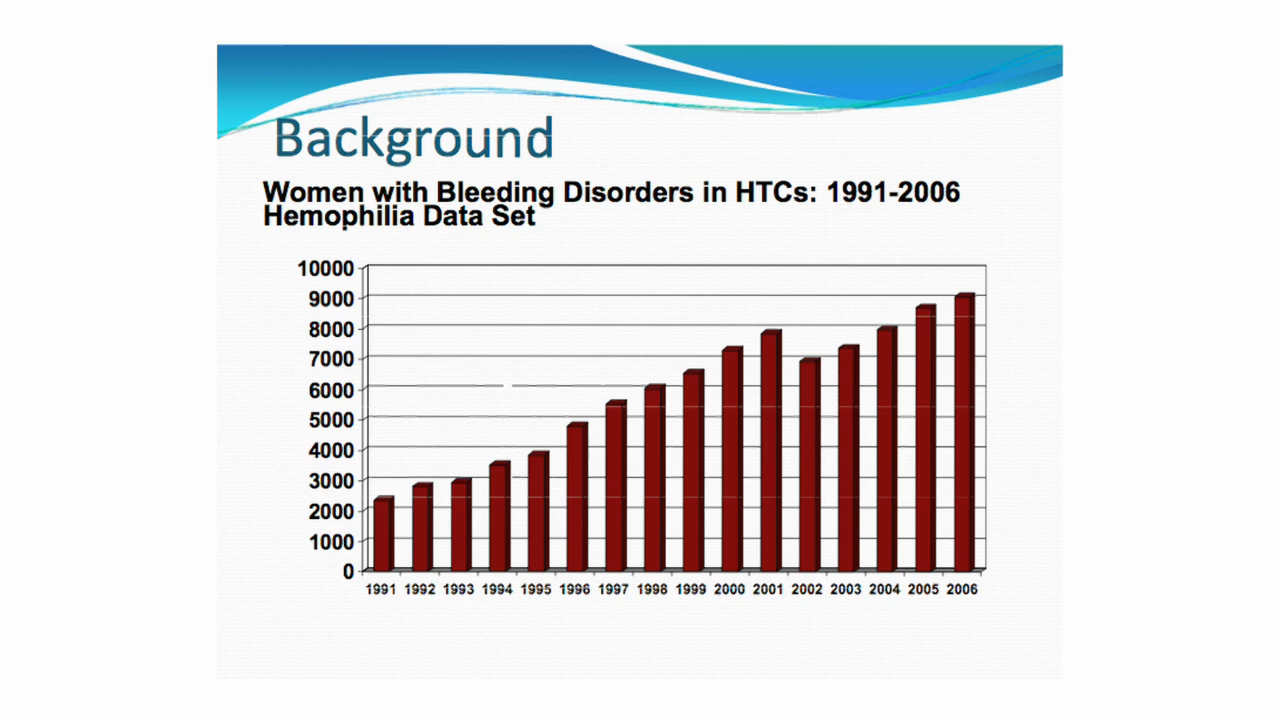 Background
Women with Bleeding Disorders in HTCs: 1991-2006
Hemophilia Data Set
10000
9000
8000
7000
6000
5000
4000
3000
2000
1000
0
1991 1992 1993 1994 1995 1996 1997 1998 1999 2000 2001 2002 2003 2004 2005 2006